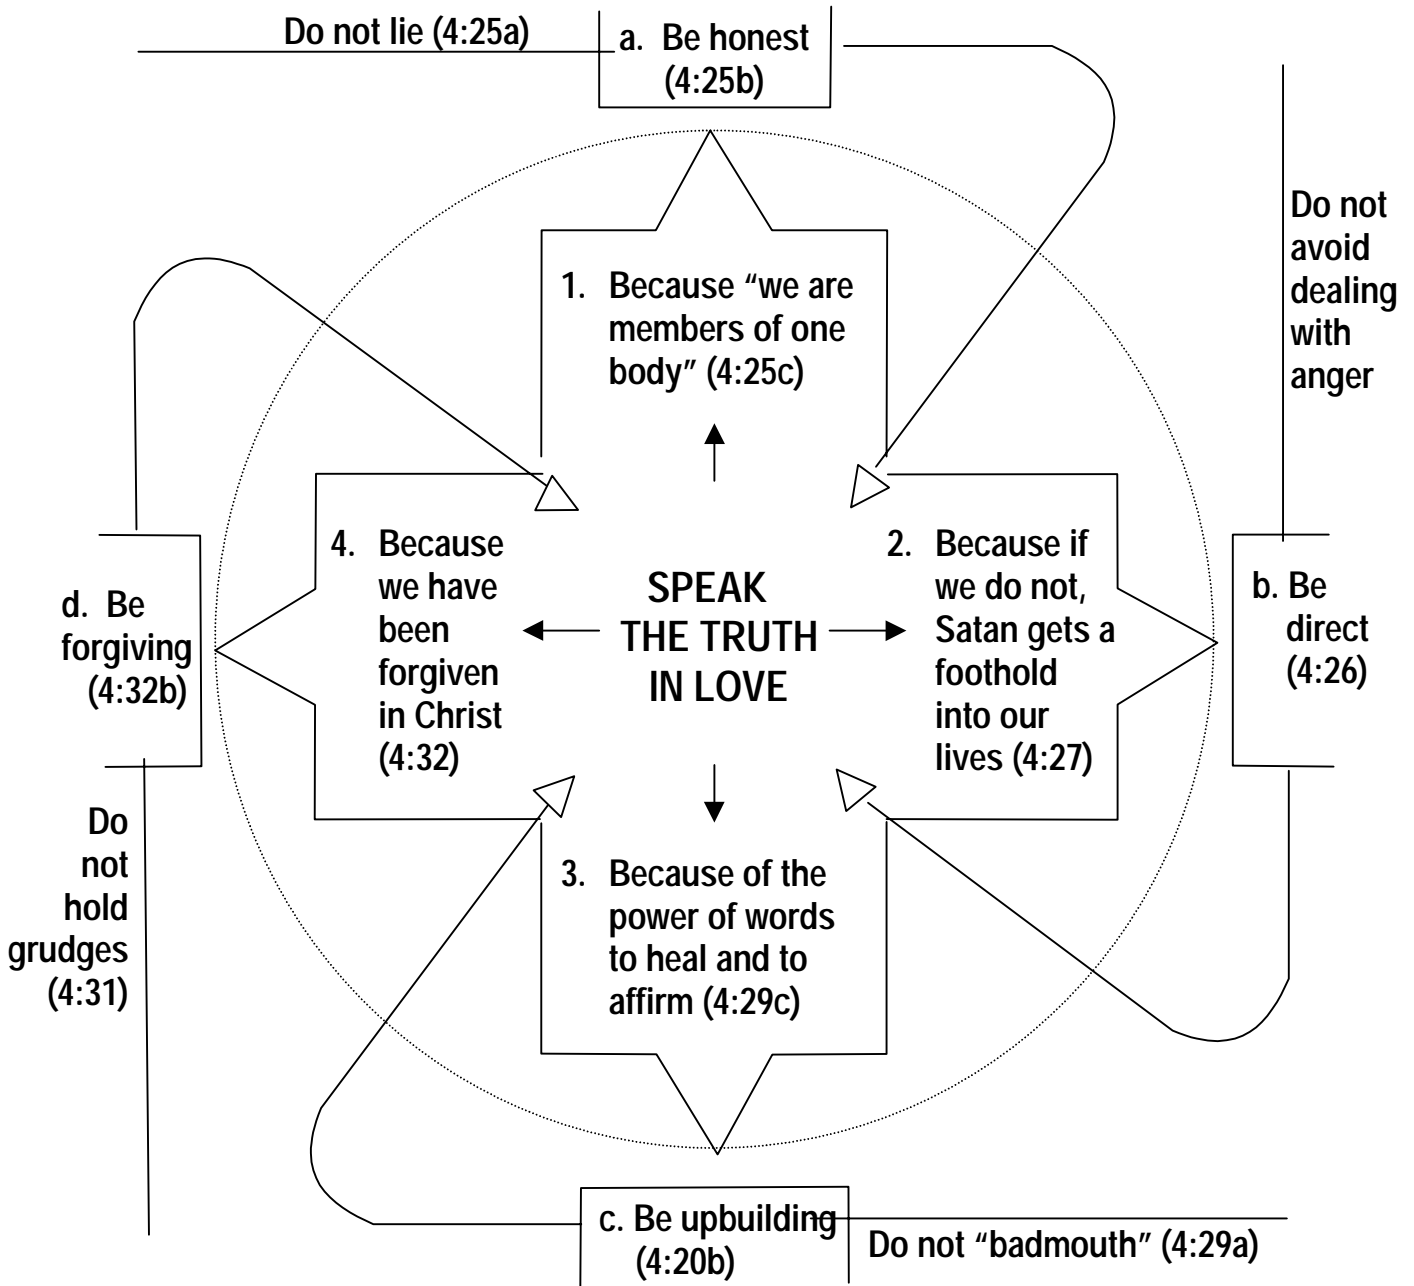 Do not lie (4:25a)
a. Be honest
(4:25b)
Do not
avoid
dealing
with
anger
1. Because “we are
members of one
body” (4:25c)
4. Because
we have
been
forgiven
in Christ
(4:32)
SPEAK
THE TRUTH
IN LOVE
2. Because if
we do not,
Satan gets a
foothold
into our
lives (4:27)
b. Be
direct
(4:26)
d. Be
forgiving
(4:32b)
Do
not
hold
grudges
(4:31)
3. Because of the
power of words
to heal and to
affirm (4:29c)
c. Be upbuilding
(4:20b)
Do not “badmouth” (4:29a)